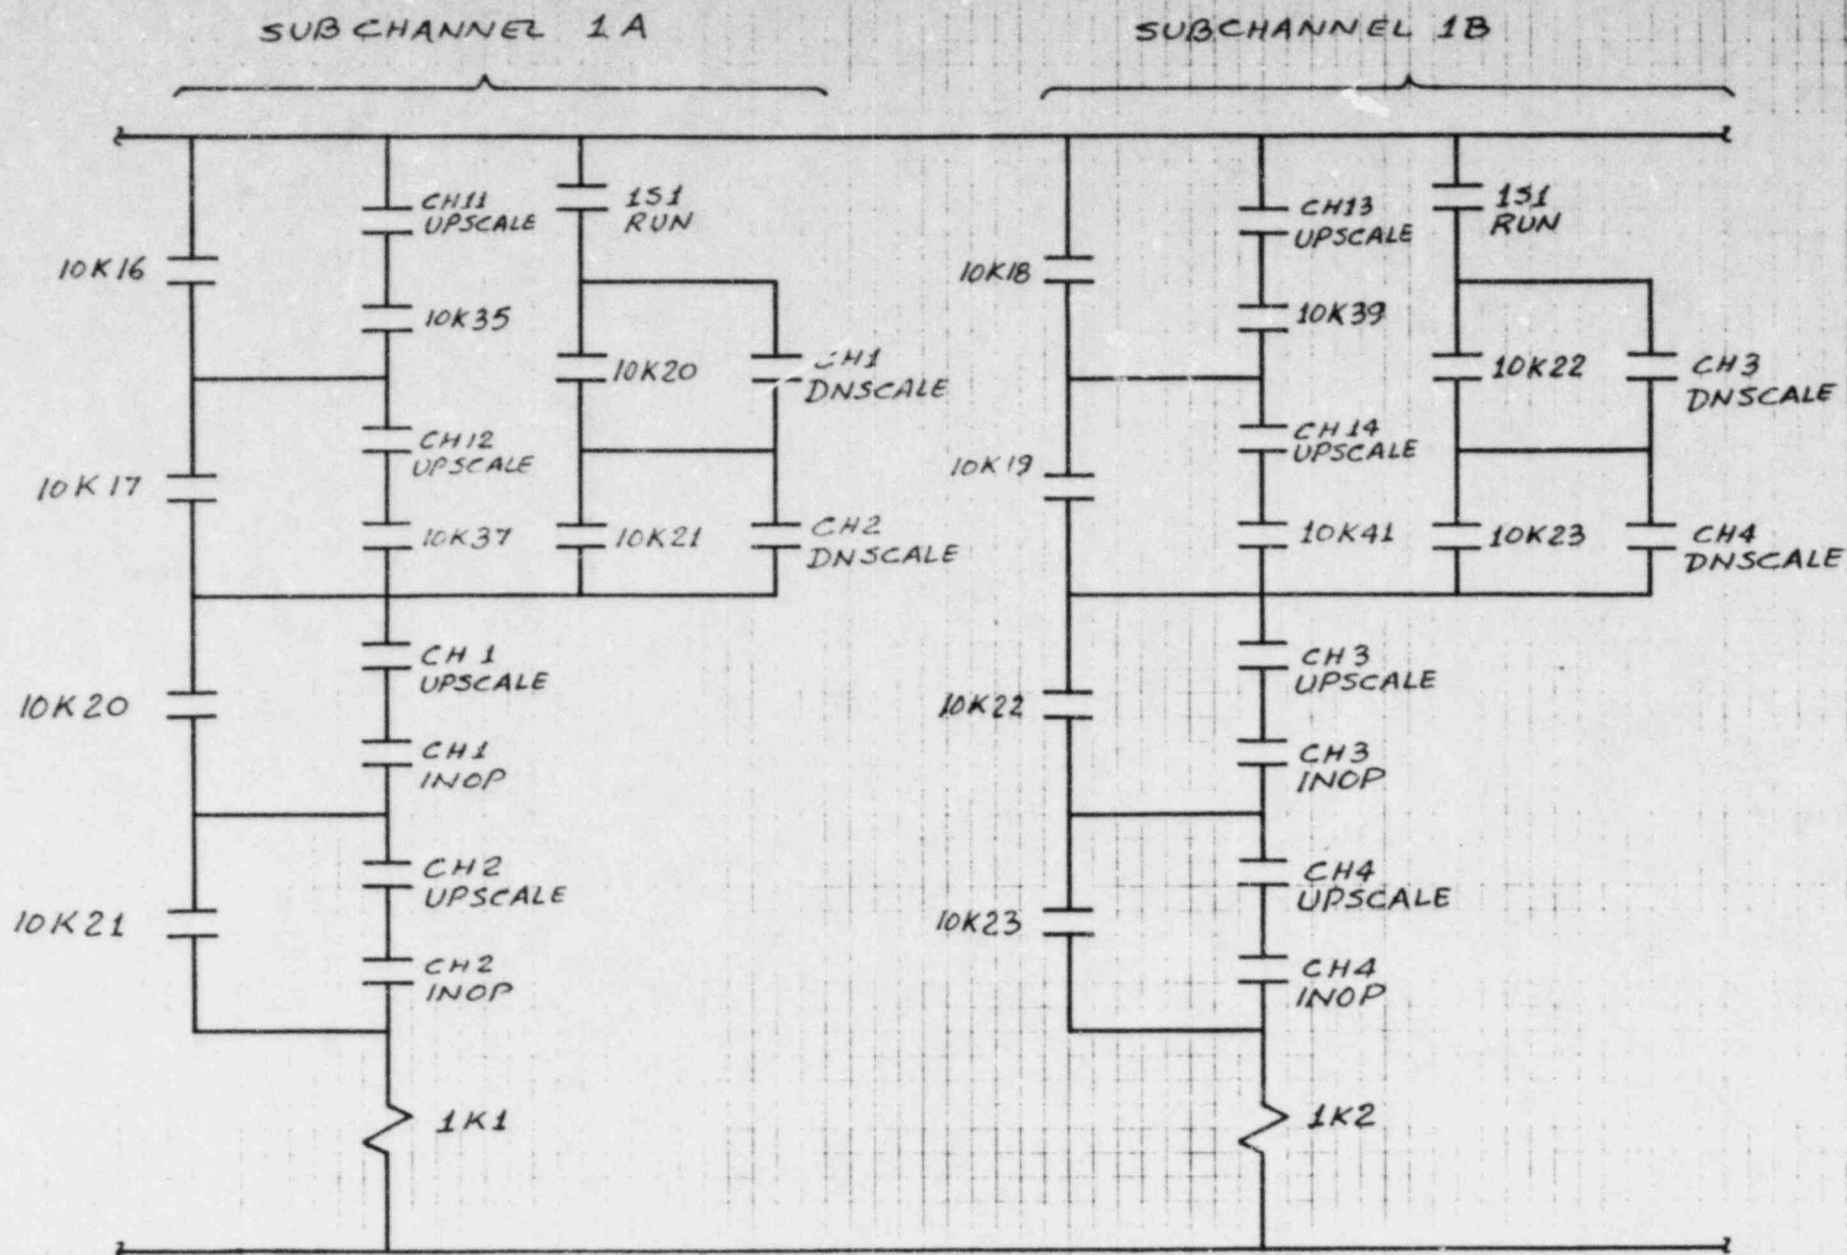 SUBCHANNEL 1A
SUBCHANNEL 1B
CH11
UPSCALE
1S1
RUN
CH13
UPSCALE
1S1
RUN
10K16
10K35
10K18
10K39
10K20
CH1
DNSCALE
10K22
CH3
DNSCALE
CH12
UPSCALE
CH14
UPSCALE
10K17
10K19
10K37
10K21
CH2
DNSCALE
10K41
10K23
CH4
DNSCALE
CH 1
UPSCALE
CH3
UPSCALE
10K20
10K22
CH1
INOP
CH3
INOP
CH2
UPSCALE
CH4
UPSCALE
10K21
10K23
CH2
INOP
CH4
INOP
1K1
1K2